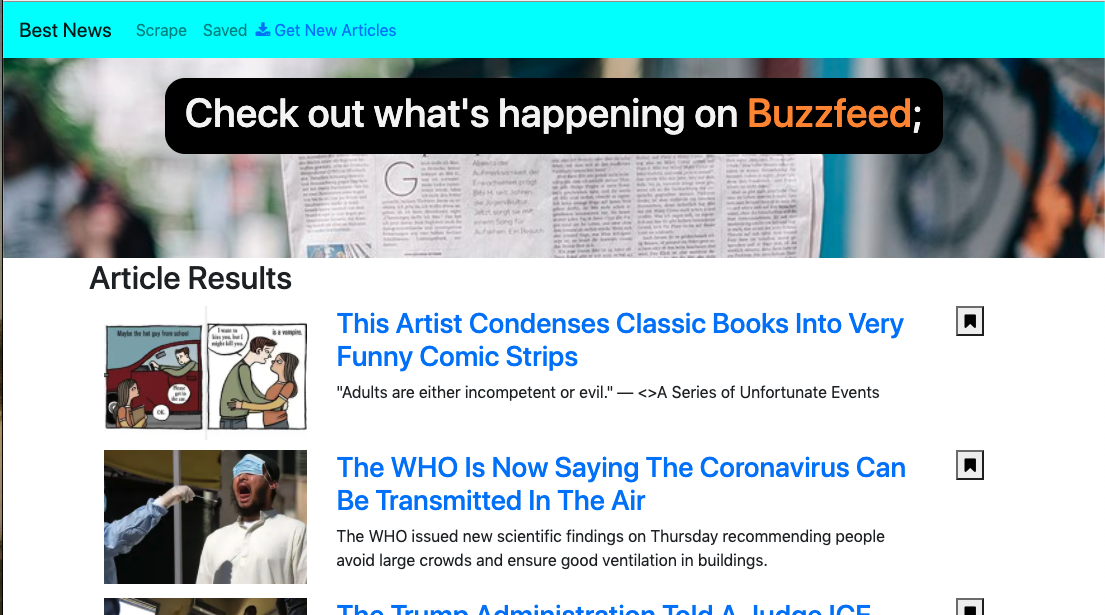 Best News Scrape Saved Get New Articles
Check out what's happening on Buzzfeed;
G
Article Results
Maybe the hot guy from school
is a vampire.
I want to
kiss you, but I
might kill you.
Please
get in
the car.
OK.
This Artist Condenses Classic Books Into Very
Funny Comic Strips
"Adults are either incompetent or evil." — <>A Series of Unfortunate Events
The WHO Is Now Saying The Coronavirus Can
Be Transmitted In The Air
The WHO issued new scientific findings on Thursday recommending people
avoid large crowds and ensure good ventilation in buildings.
The Trump Administration Told A Judge ICE